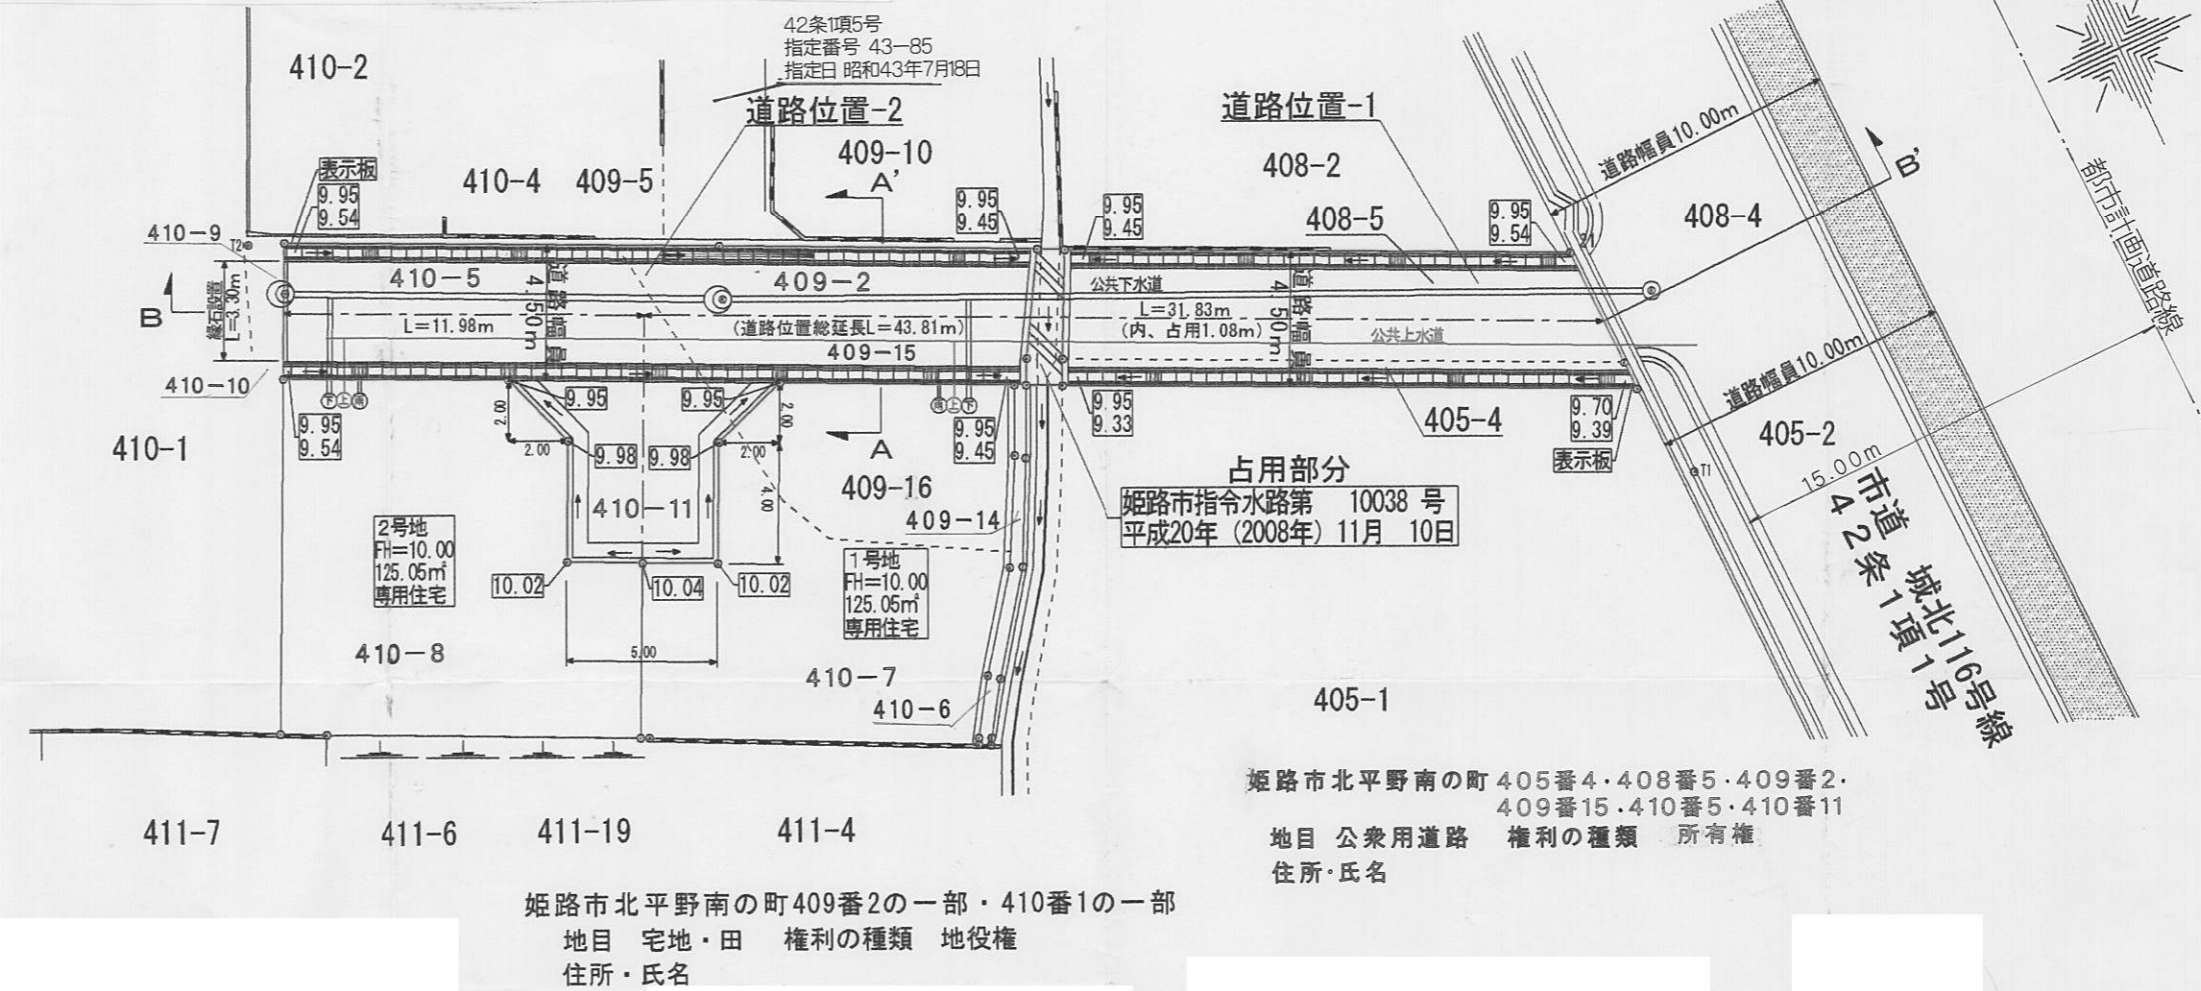 42条1項5号
指定番号 43－85
指定日 昭和43年7月18日
道路位置-2
道路位置-1
410-2
410-4
409-5
409-10
A'
408-2
408-5
408-4
道路幅員10.00m
B'
都市計画道路線
表示板
9.95
9.54
9.95
9.45
9.95
9.45
9.95
9.54
410-9
T2
410-5
409-2
公共下水道
B
縁石設置
L=3.30m
道路幅員
4.50m
L=11.98m
(道路位置総延長L=43.81m)
L=31.83m
(内、占用1.08m)
道路幅員
4.50m
公共上水道
409-15
410-10
下 上 雨
雨 上 下
9.95
9.54
2.00
2.00
9.95
9.95
2.00
2.00
9.98
9.98
4.00
A
9.95
9.45
9.95
9.33
405-4
9.70
9.39
表示板
道路幅員10.00m
405-2
T1
15.00m
市道 城北116号線
42条1項1号
410-1
410-11
409-16
409-14
占用部分
姫路市指令水路第 10038 号
平成20年 (2008年) 11月 10日
2号地
FH=10.00
125.05㎡
専用住宅
1号地
FH=10.00
125.05㎡
専用住宅
10.02
10.04
10.02
5.00
410-8
410-7
410-6
405-1
411-7
411-6
411-19
411-4
姫路市北平野南の町 405番4・408番5・409番2・
409番15・410番5・410番11
地目 公衆用道路 権利の種類 所有権
住所・氏名
姫路市北平野南の町409番2の一部・410番1の一部
地目 宅地・田 権利の種類 地役権
住所・氏名